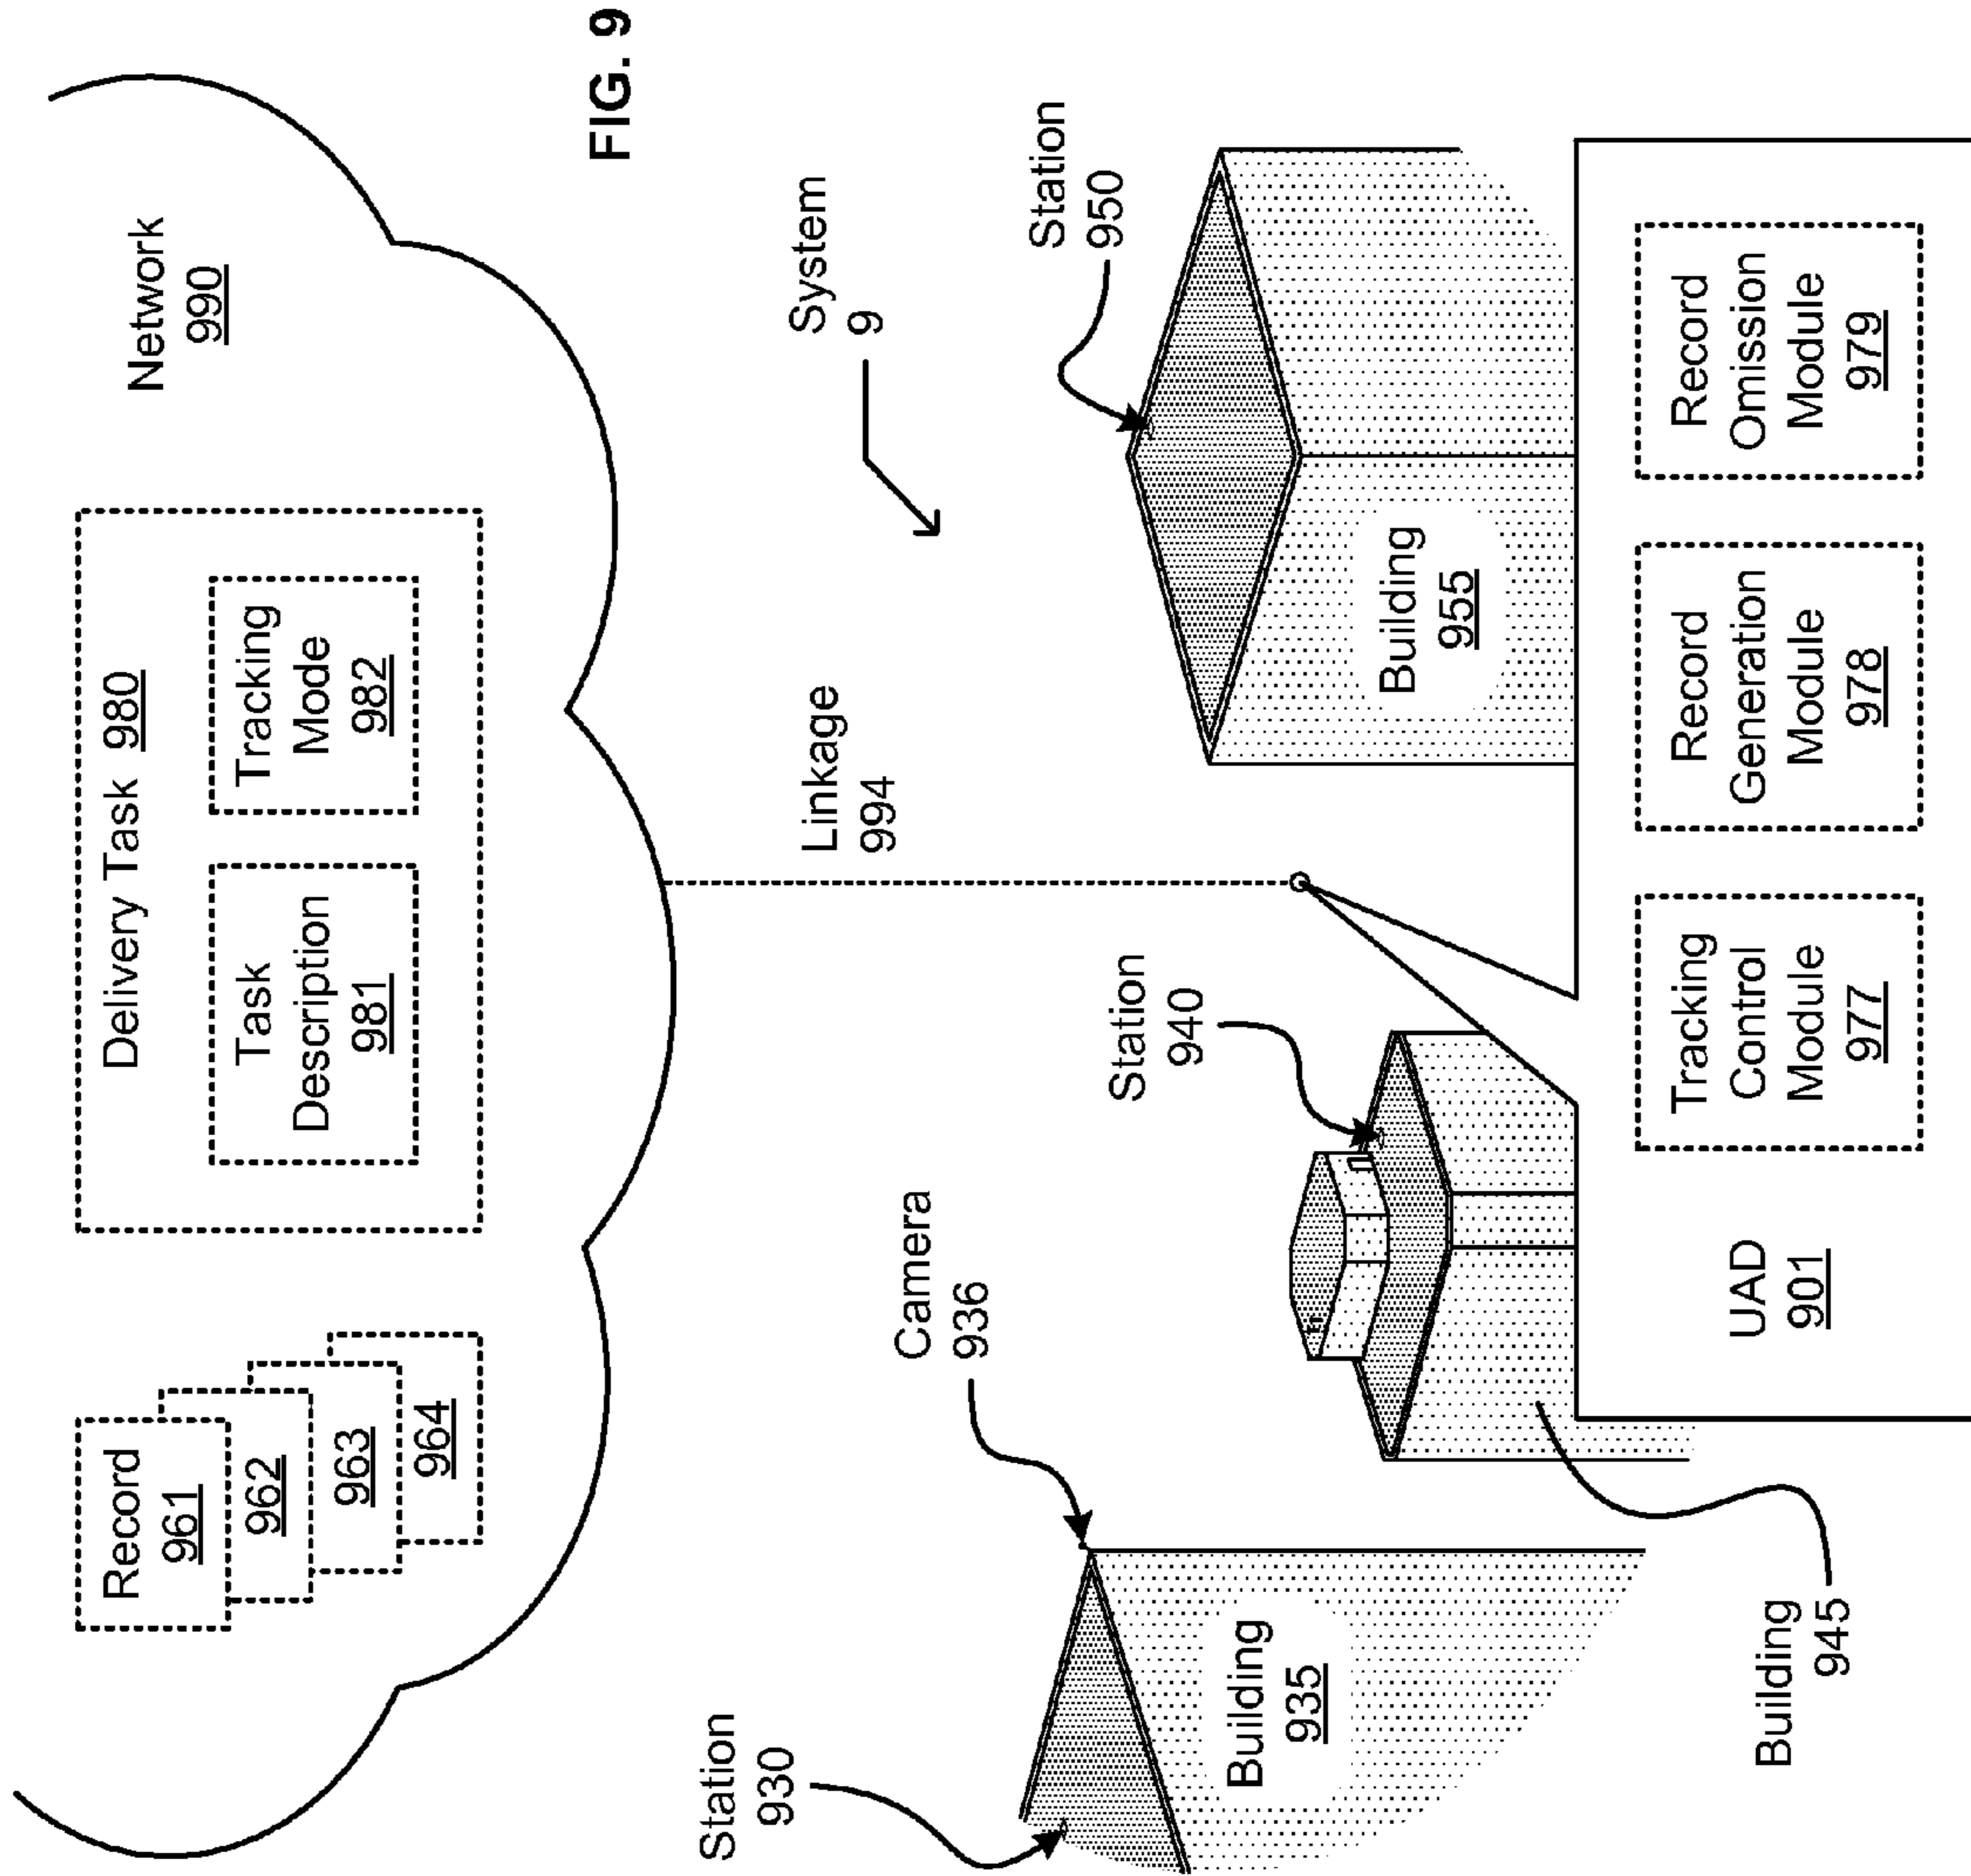 Network
990
Delivery Task 980
Task
Description
981
Tracking
Mode
982
Record
961
962
963
964
FIG. 9
System
9
Linkage
994
Station
930
Camera
936
Station
940
Station
950
Building
935
Building
945
Building
955
UAD
901
Tracking
Control
Module
977
Record
Generation
Module
978
Record
Omission
Module
979